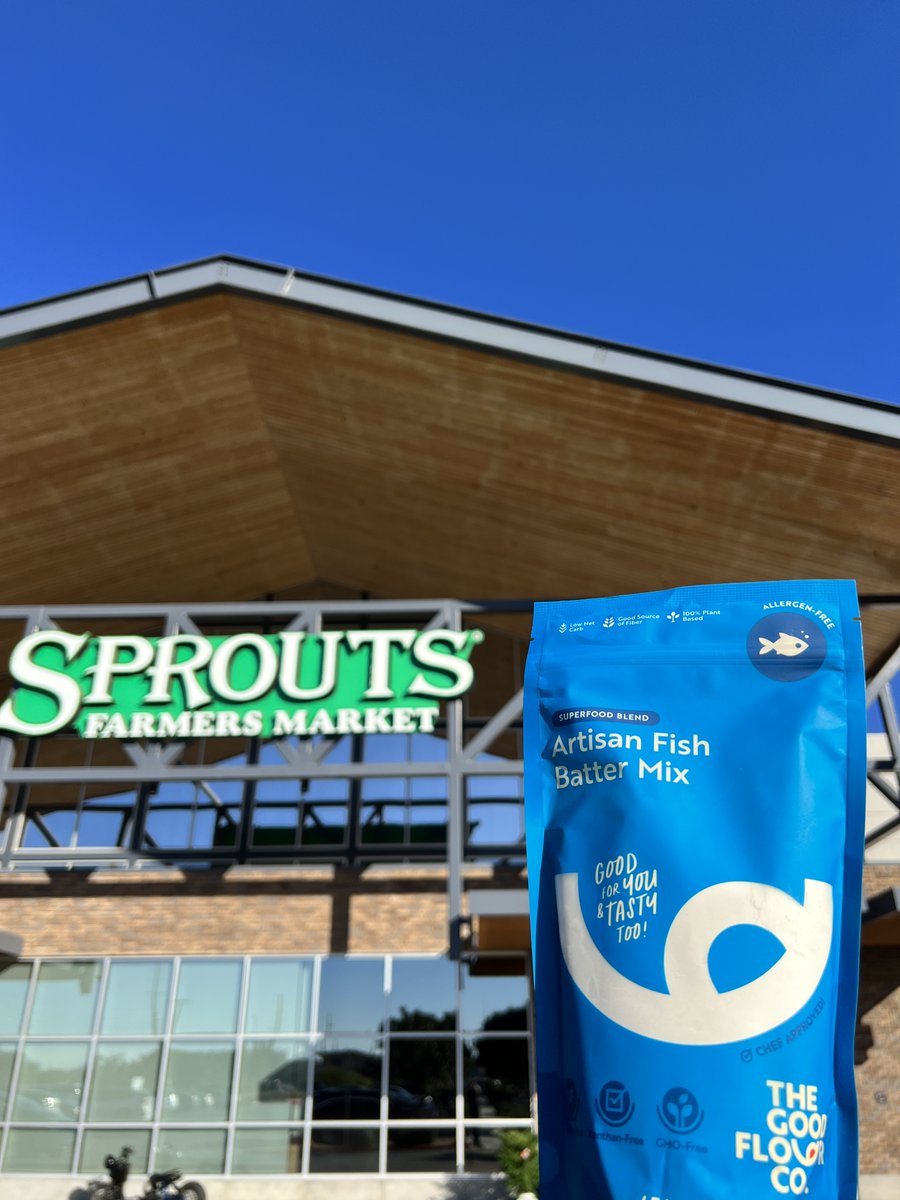 SPROUTS®
FARMERS MARKET
Low Net
Carb
Good Source
of Fiber
100% Plant
Based
ALLERGEN-FREE
SUPERFOOD BLEND
Artisan Fish
Batter Mix
GOOD
FOR YOU
& TASTY
TOO!
CHEF APPROVED!
GMO-Free
THE
GOOD
FLOUR
CO.